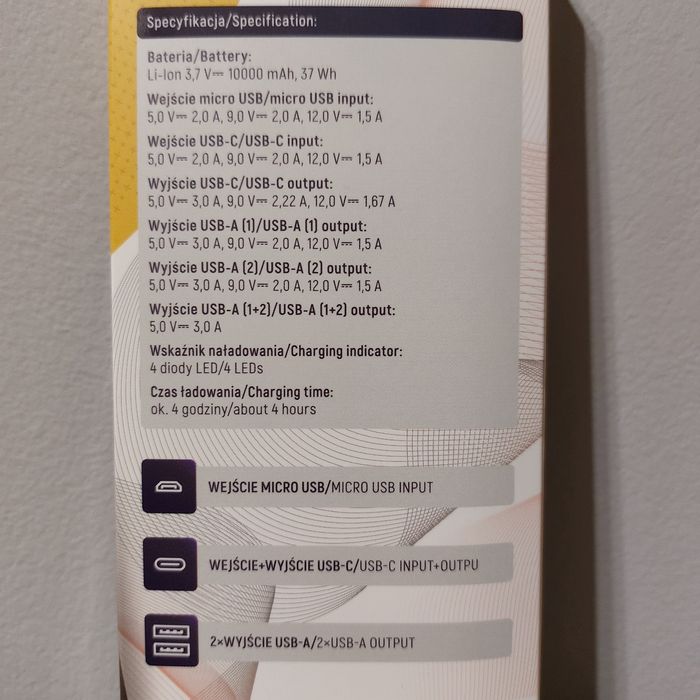 Specyfikacja/Specification:
Bateria/Battery:
Li-Ion 3,7 V⎓ 10000 mAh, 37 Wh
Wejście micro USB/micro USB input:
5,0 V⎓ 2,0 A, 9,0 V⎓ 2,0 A, 12,0 V⎓ 1,5 A
Wejście USB-C/USB-C input:
5,0 V⎓ 2,0 A, 9,0 V⎓ 2,0 A, 12,0 V⎓ 1,5 A
Wyjście USB-C/USB-C output:
5,0 V⎓ 3,0 A, 9,0 V⎓ 2,22 A, 12,0 V⎓ 1,67 A
Wyjście USB-A (1)/USB-A (1) output:
5,0 V⎓ 3,0 A, 9,0 V⎓ 2,0 A, 12,0 V⎓ 1,5 A
Wyjście USB-A (2)/USB-A (2) output:
5,0 V⎓ 3,0 A, 9,0 V⎓ 2,0 A, 12,0 V⎓ 1,5 A
Wyjście USB-A (1+2)/USB-A (1+2) output:
5,0 V⎓ 3,0 A
Wskaźnik naładowania/Charging indicator:
4 diody LED/4 LEDs
Czas ładowania/Charging time:
ok. 4 godziny/about 4 hours
WEJŚCIE MICRO USB/MICRO USB INPUT
WEJŚCIE+WYJŚCIE USB-C/USB-C INPUT+OUTPU
2×WYJŚCIE USB-A/2×USB-A OUTPUT